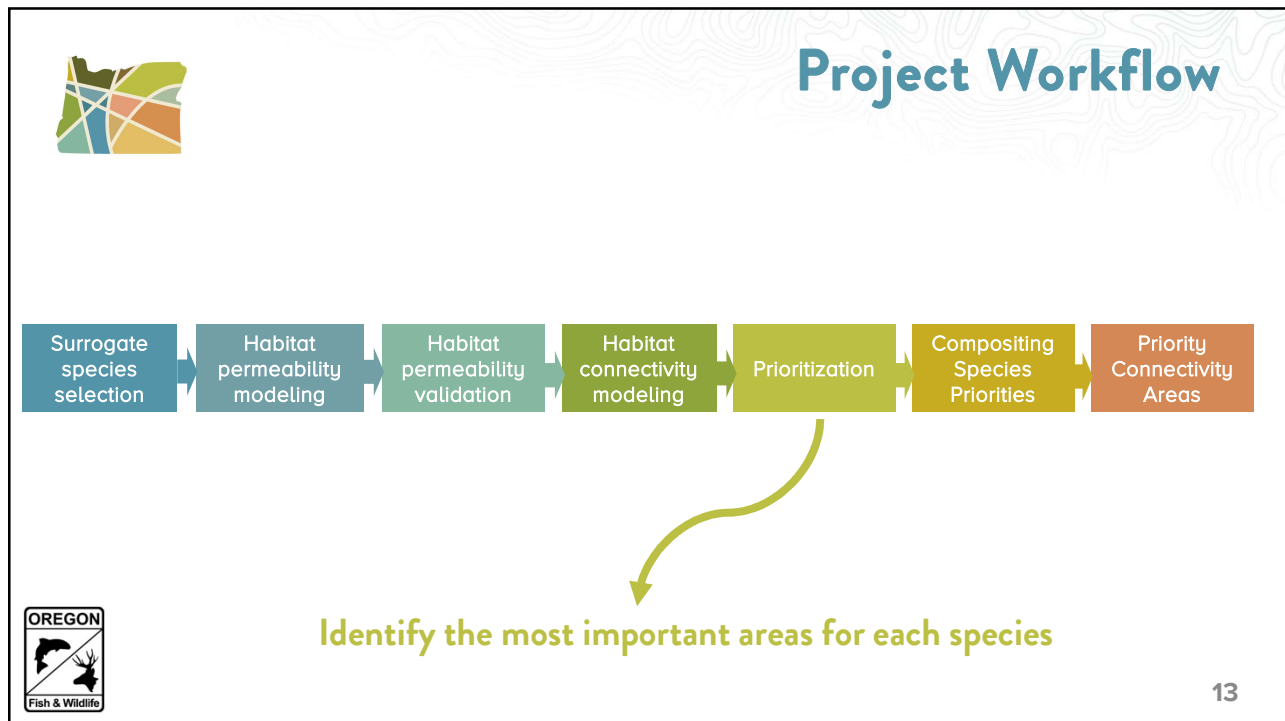 Project Workflow
Surrogate
species
selection
Habitat
permeability
modeling
Habitat
permeability
validation
Habitat
connectivity
modeling
Prioritization
Compositing
Species
Priorities
Priority
Connectivity
Areas
Identify the most important areas for each species
OREGON
Fish & Wildlife
13